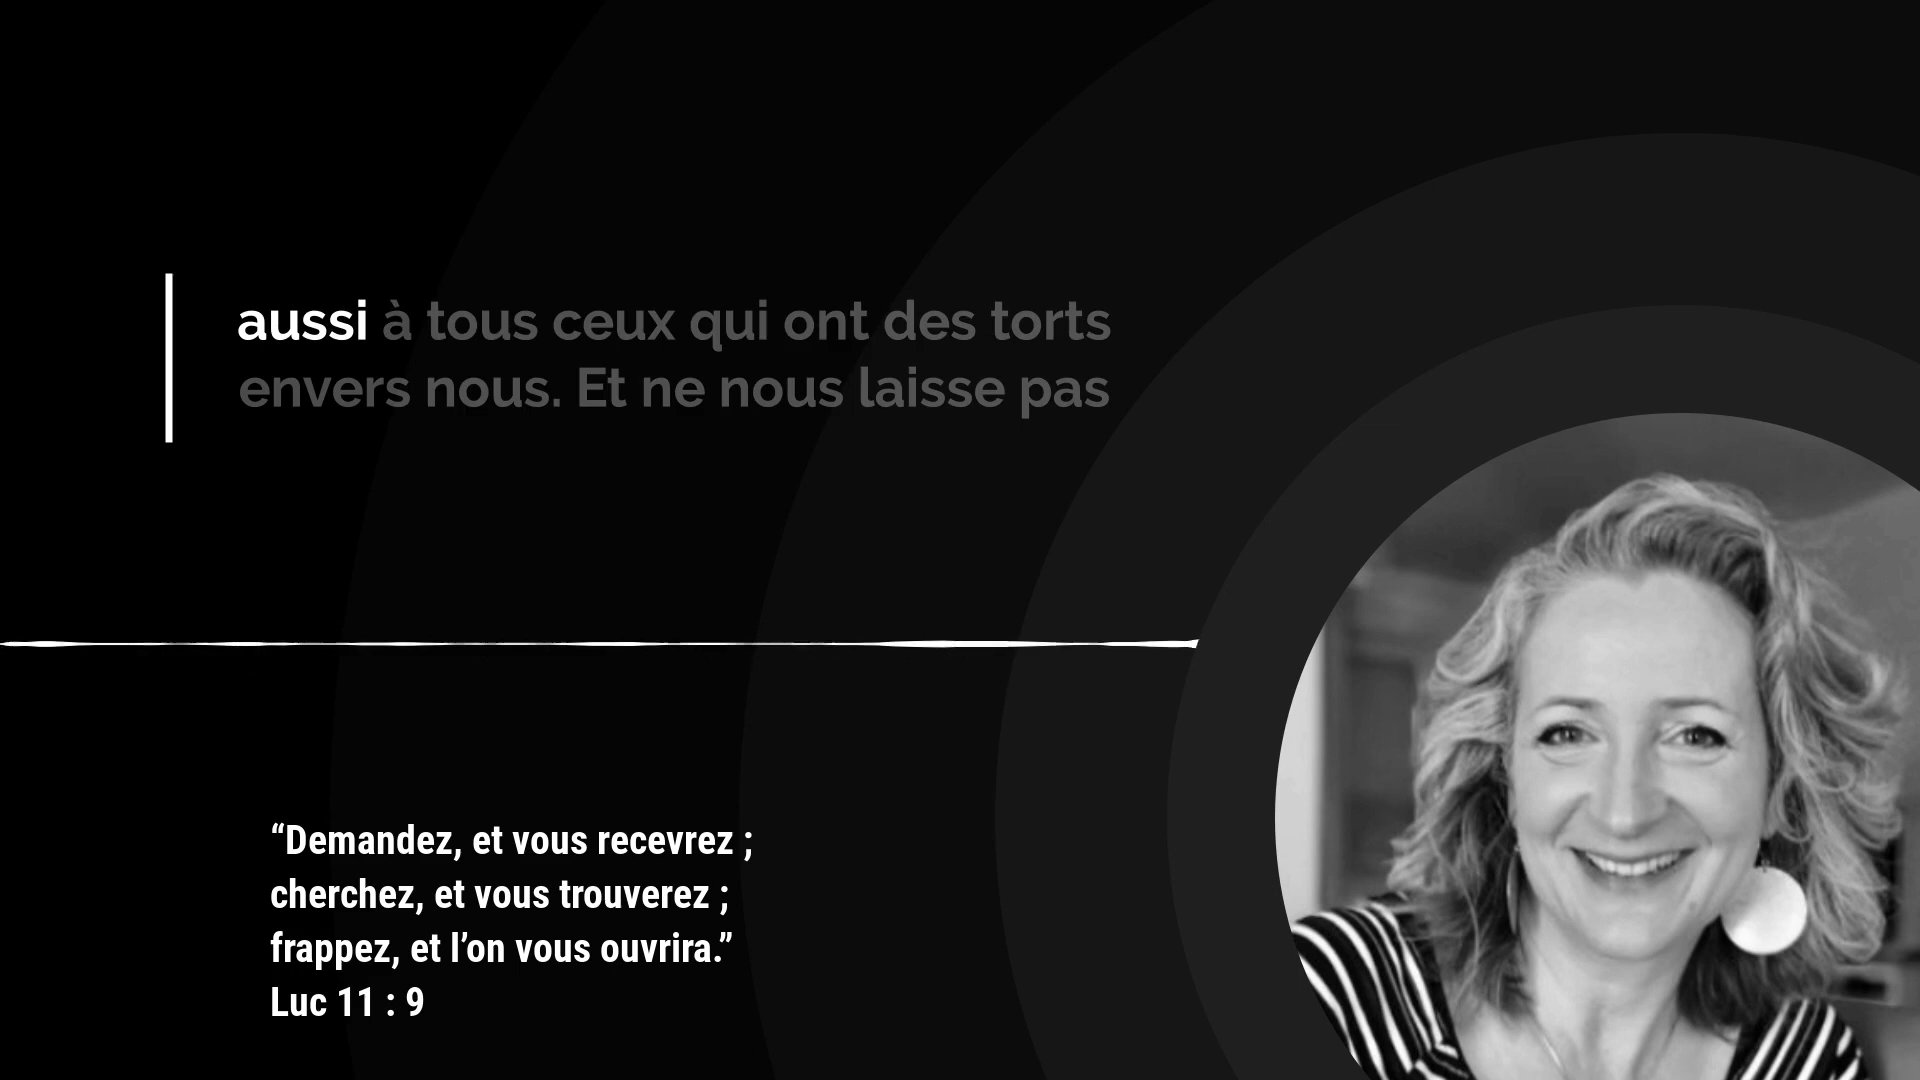 aussi à tous ceux qui ont des torts
envers nous. Et ne nous laisse pas
“Demandez, et vous recevrez ;
cherchez, et vous trouverez ;
frappez, et l’on vous ouvrira.”
Luc 11 : 9